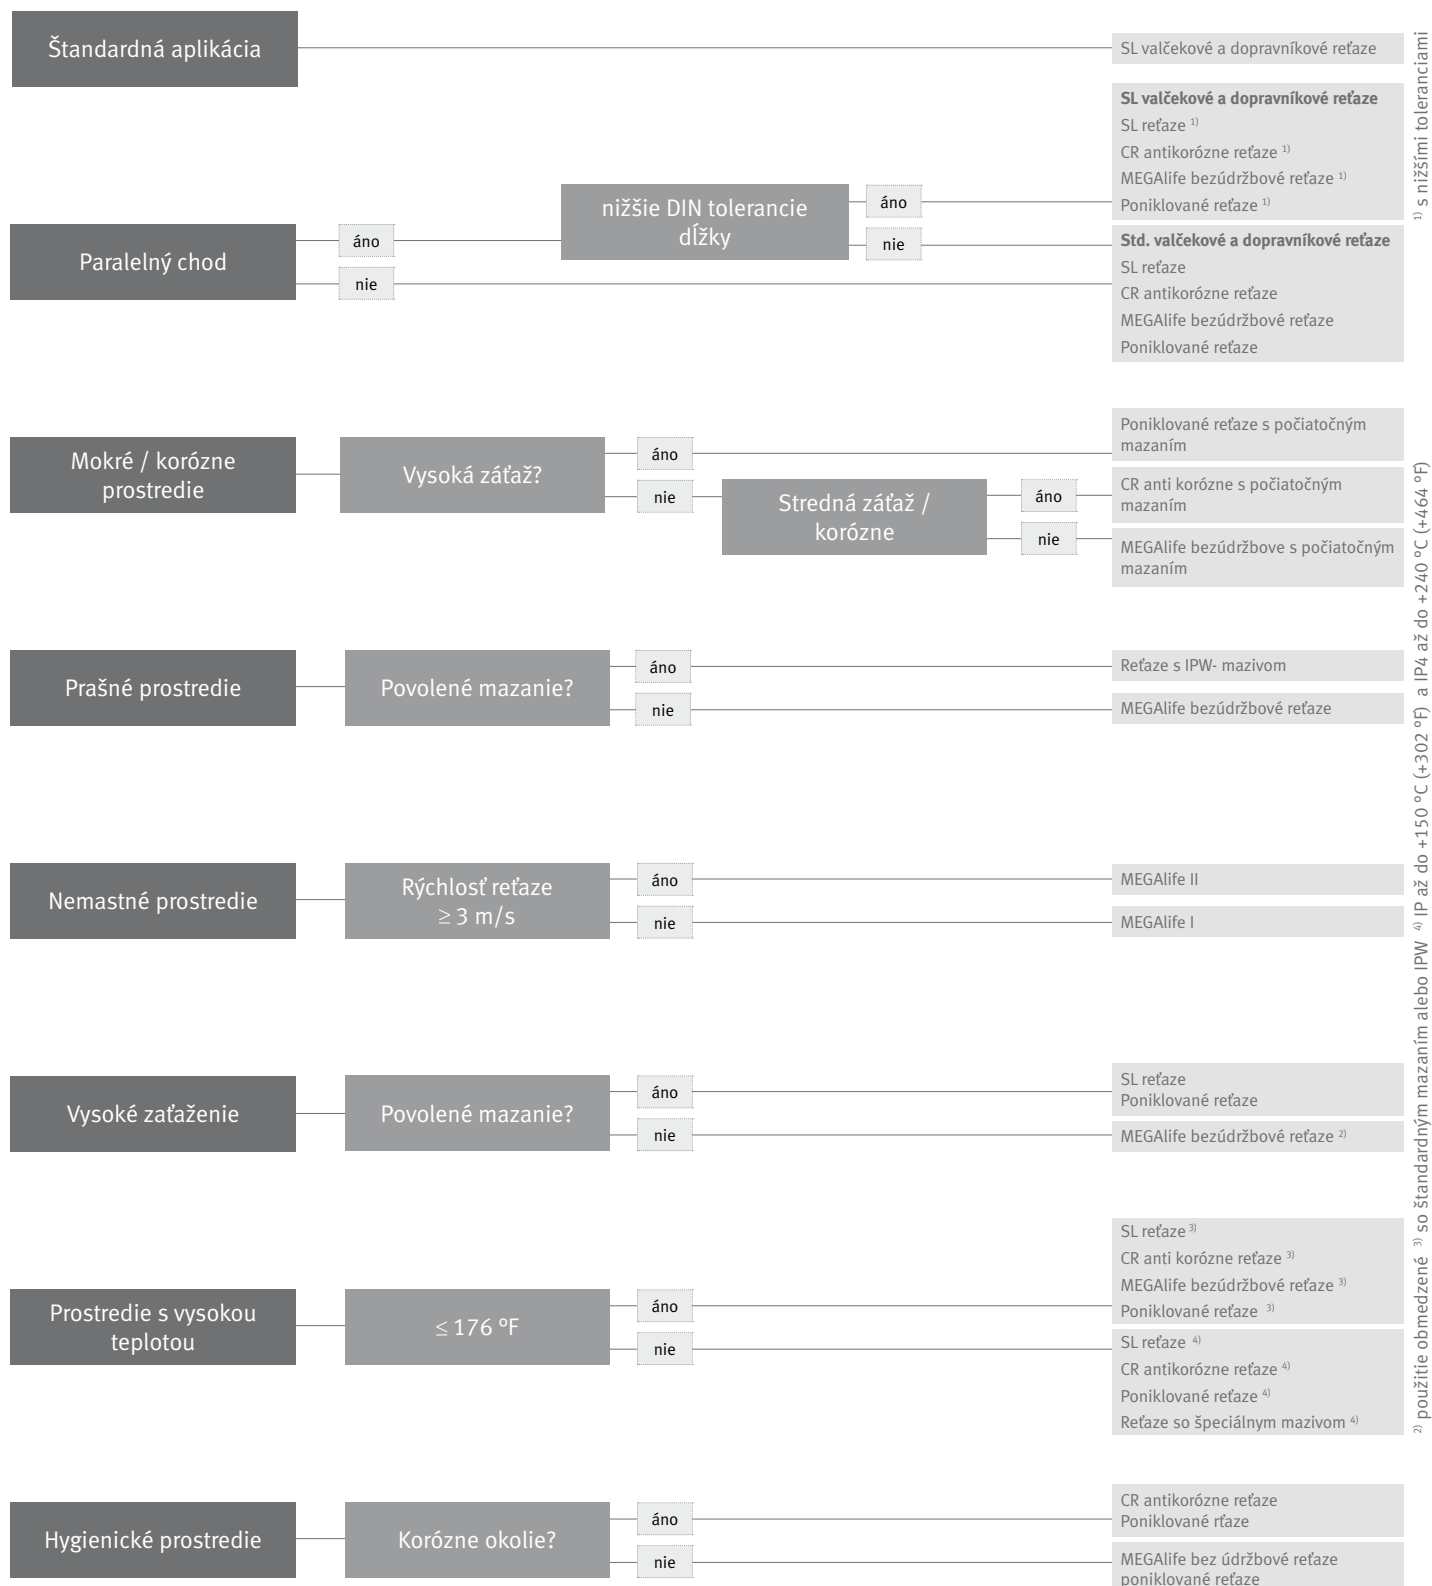 Štandardná aplikácia
SL valčekové a dopravníkové reťaze
Paralelný chod
áno
nie
nižšie DIN tolerancie
dĺžky
áno
nie
SL valčekové a dopravníkové reťaze
SL reťaze 1)
CR antikorózne reťaze 1)
MEGAlife bezúdržbové reťaze 1)
Poniklované reťaze 1)
Std. valčekové a dopravníkové reťaze
SL reťaze
CR antikorózne reťaze
MEGAlife bezúdržbové reťaze
Poniklované reťaze
1) s nižšími toleranciami
Mokré / korózne
prostredie
Vysoká záťaž?
áno
nie
Stredná záťaž /
korózne
áno
nie
Poniklované reťaze s počiatočným
mazaním
CR anti korózne s počiatočným
mazaním
MEGAlife bezúdržbove s počiatočným
mazaním
Prašné prostredie
Povolené mazanie?
áno
nie
Reťaze s IPW- mazivom
MEGAlife bezúdržbové reťaze
Nemastné prostredie
Rýchlosť reťaze
≥ 3 m/s
áno
nie
MEGAlife II
MEGAlife I
Vysoké zaťaženie
Povolené mazanie?
áno
nie
SL reťaze
Poniklované reťaze
MEGAlife bezúdržbové reťaze 2)
Prostredie s vysokou
teplotou
≤ 176 °F
áno
nie
SL reťaze 3)
CR anti korózne reťaze 3)
MEGAlife bezúdržbové reťaze 3)
Poniklované reťaze 3)
SL reťaze 4)
CR antikorózne reťaze 4)
Poniklované reťaze 4)
Reťaze so špeciálnym mazivom 4)
Hygienické prostredie
Korózne okolie?
áno
nie
CR antikorózne reťaze
Poniklované rťaze
MEGAlife bez údržbové reťaze
poniklované reťaze
2) použitie obmedzené 3) so štandardným mazaním alebo IPW 4) IP až do +150 °C (+302 °F) a IP4 až do +240 °C (+464 °F)